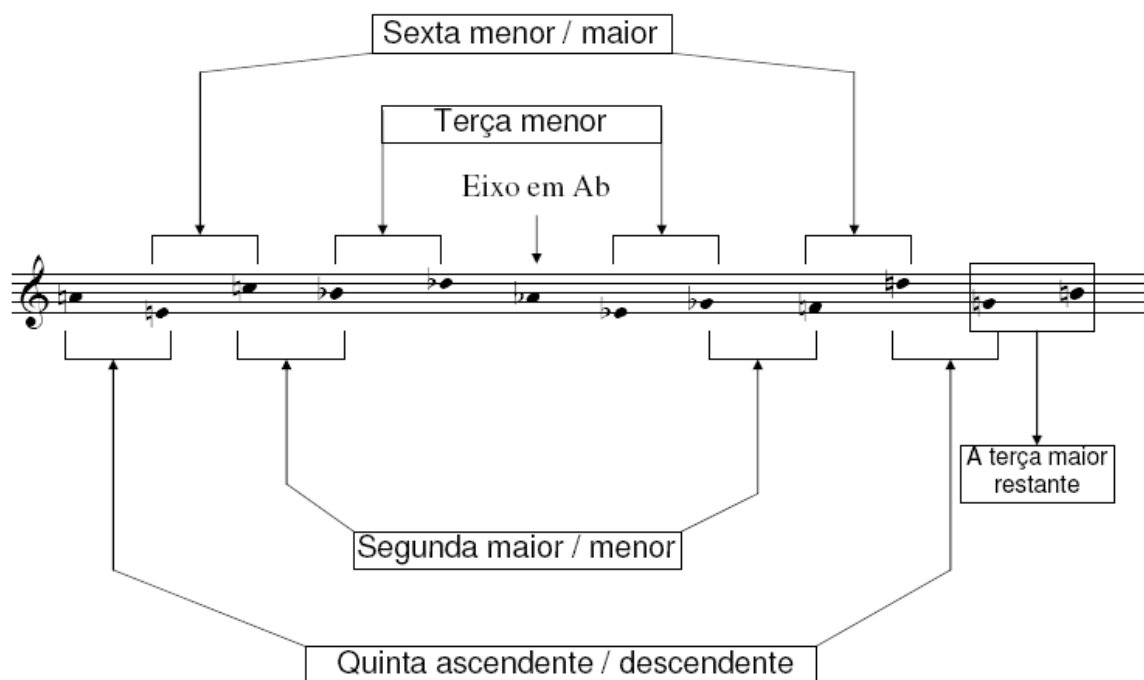 Sexta menor / maior
Terça menor
Eixo em Ab
A terça maior
restante
Segunda maior / menor
Quinta ascendente / descendente